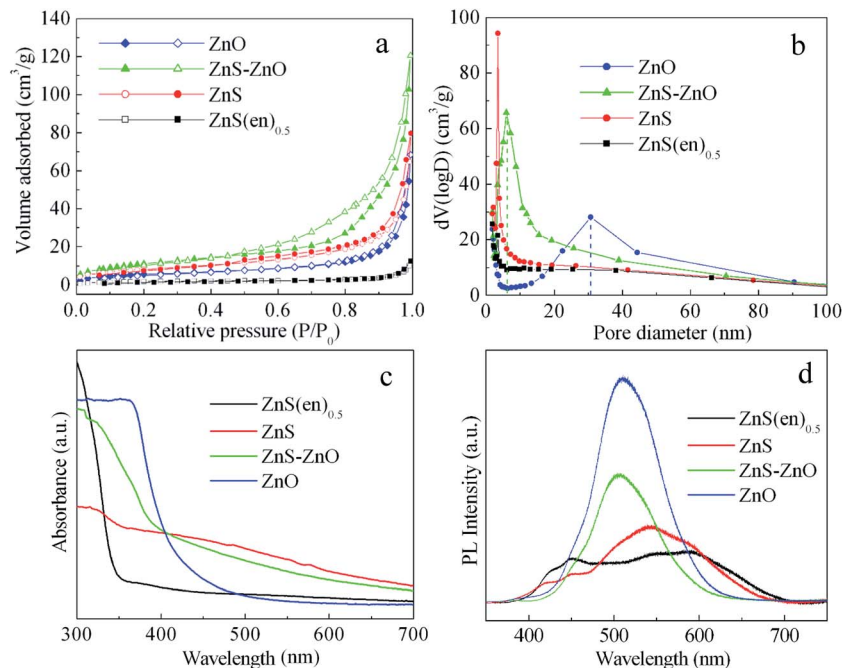 140
120
100
80
60
40
20
0
Volume adsorbed (cm³/g)
a
ZnO
ZnS-ZnO
ZnS
ZnS(en)₀.₅
0.0 0.2 0.4 0.6 0.8 1.0
Relative pressure (P/P₀)
100
80
60
40
20
0
dV(logD) (cm³/g)
b
ZnO
ZnS-ZnO
ZnS
ZnS(en)₀.₅
0 20 40 60 80 100
Pore diameter (nm)
Absorbance (a.u.)
c
ZnS(en)₀.₅
ZnS
ZnS-ZnO
ZnO
300 400 500 600 700
Wavelength (nm)
PL Intensity (a.u.)
d
ZnS(en)₀.₅
ZnS
ZnS-ZnO
ZnO
400 500 600 700
Wavelength (nm)